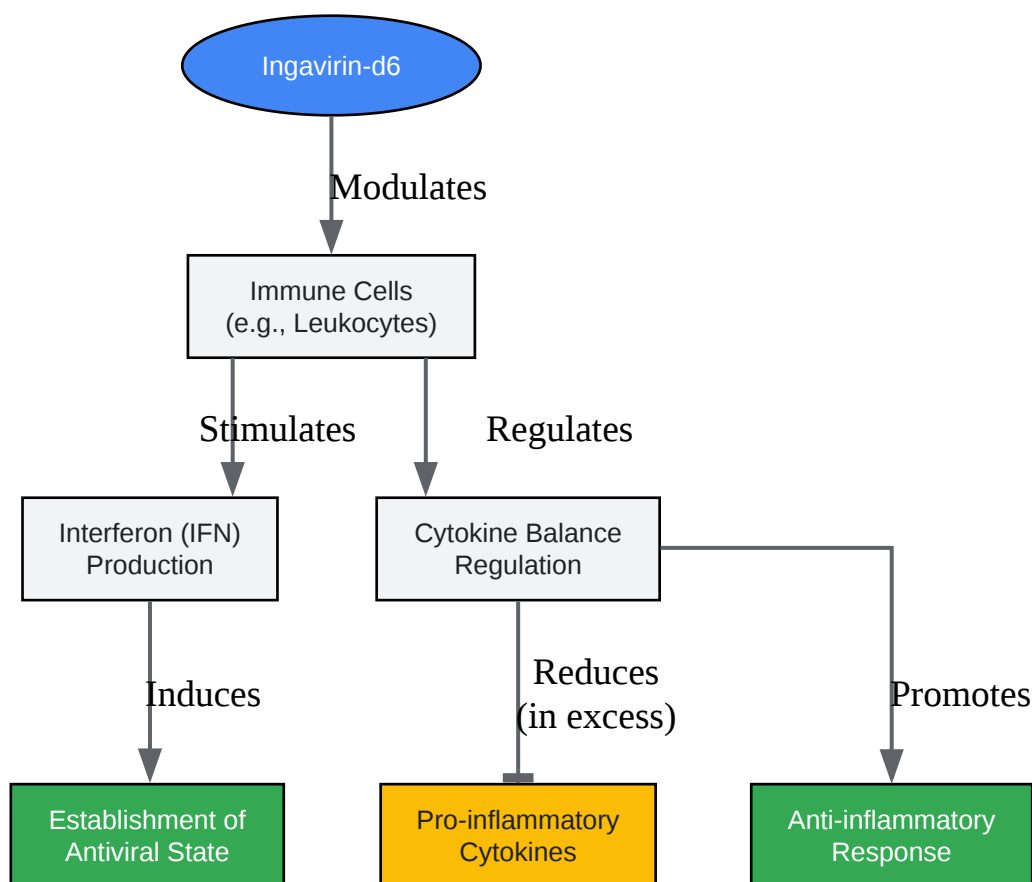 Ingavirin-d6
Modulates
Immune Cells
(e.g., Leukocytes)
Stimulates
Regulates
Interferon (IFN)
Production
Cytokine Balance
Regulation
Induces
Reduces
(in excess)
Promotes
Establishment of
Antiviral State
Pro-inflammatory
Cytokines
Anti-inflammatory
Response